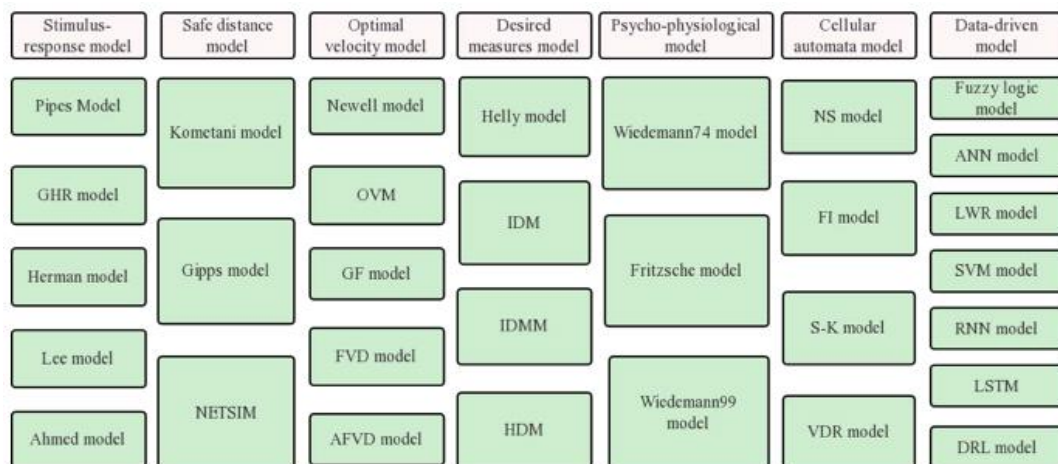 Stimulus-
response model
Safe distance
model
Optimal
velocity model
Desired
measures model
Psycho-physiological
model
Cellular
automata model
Data-driven
model
Pipes Model
GHR model
Herman model
Lee model
Ahmed model
Kometani model
Gipps model
NETSIM
Newell model
OVM
GF model
FVD model
AFVD model
Helly model
IDM
IDMM
HDM
Wiedemann74 model
Fritzsche model
Wiedemann99
model
NS model
FI model
S-K model
VDR model
Fuzzy logic
model
ANN model
LWR model
SVM model
RNN model
LSTM
DRL model